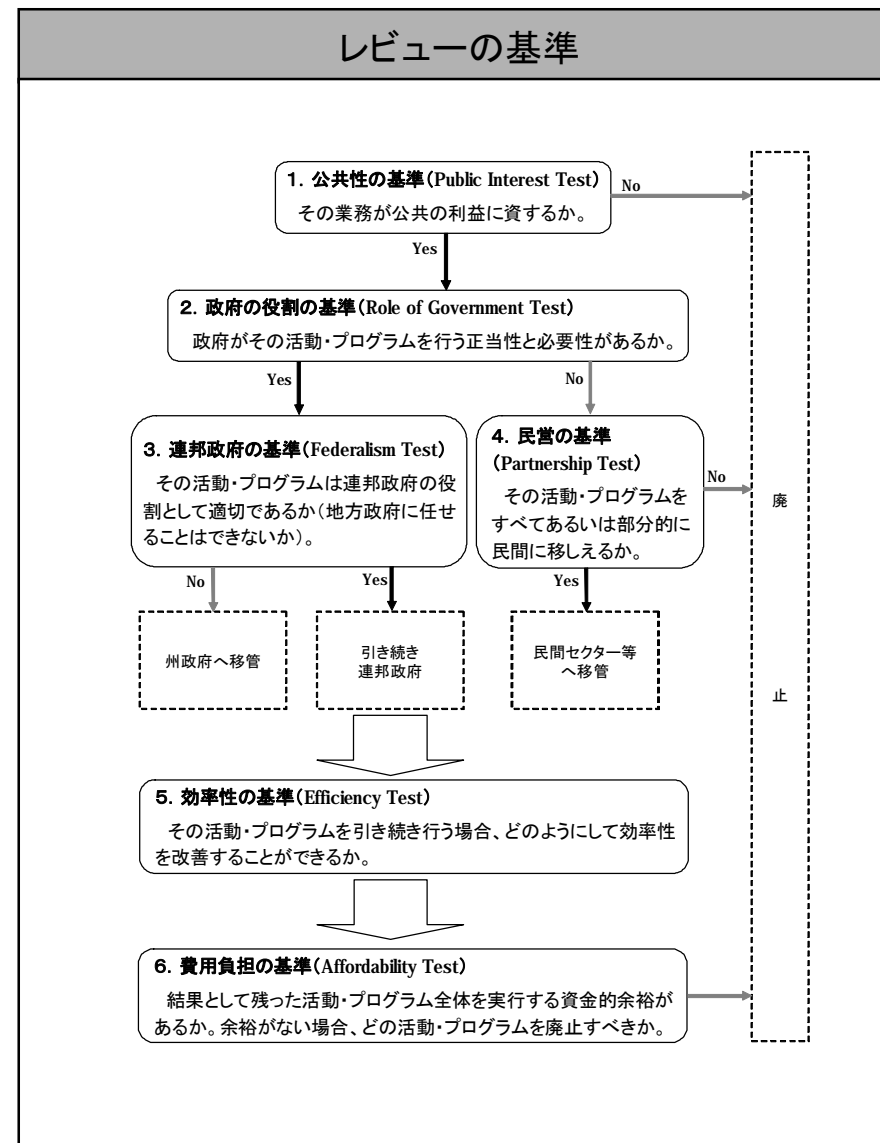 レビューの基準
1. 公共性の基準(Public Interest Test)
その業務が公共の利益に資するか。
No
Yes
2. 政府の役割の基準(Role of Government Test)
政府がその活動・プログラムを行う正当性と必要性があるか。
Yes
No
3. 連邦政府の基準(Federalism Test)
その活動・プログラムは連邦政府の役
割として適切であるか(地方政府に任せ
ることはできないか)。
4. 民営の基準
(Partnership Test)
その活動・プログラムを
すべてあるいは部分的に
民間に移しえるか。
No
No
Yes
Yes
州政府へ移管
引き続き
連邦政府
民間セクター等
へ移管
廃
止
5. 効率性の基準(Efficiency Test)
その活動・プログラムを引き続き行う場合、どのようにして効率性
を改善することができるか。
6. 費用負担の基準(Affordability Test)
結果として残った活動・プログラム全体を実行する資金的余裕が
あるか。余裕がない場合、どの活動・プログラムを廃止すべきか。